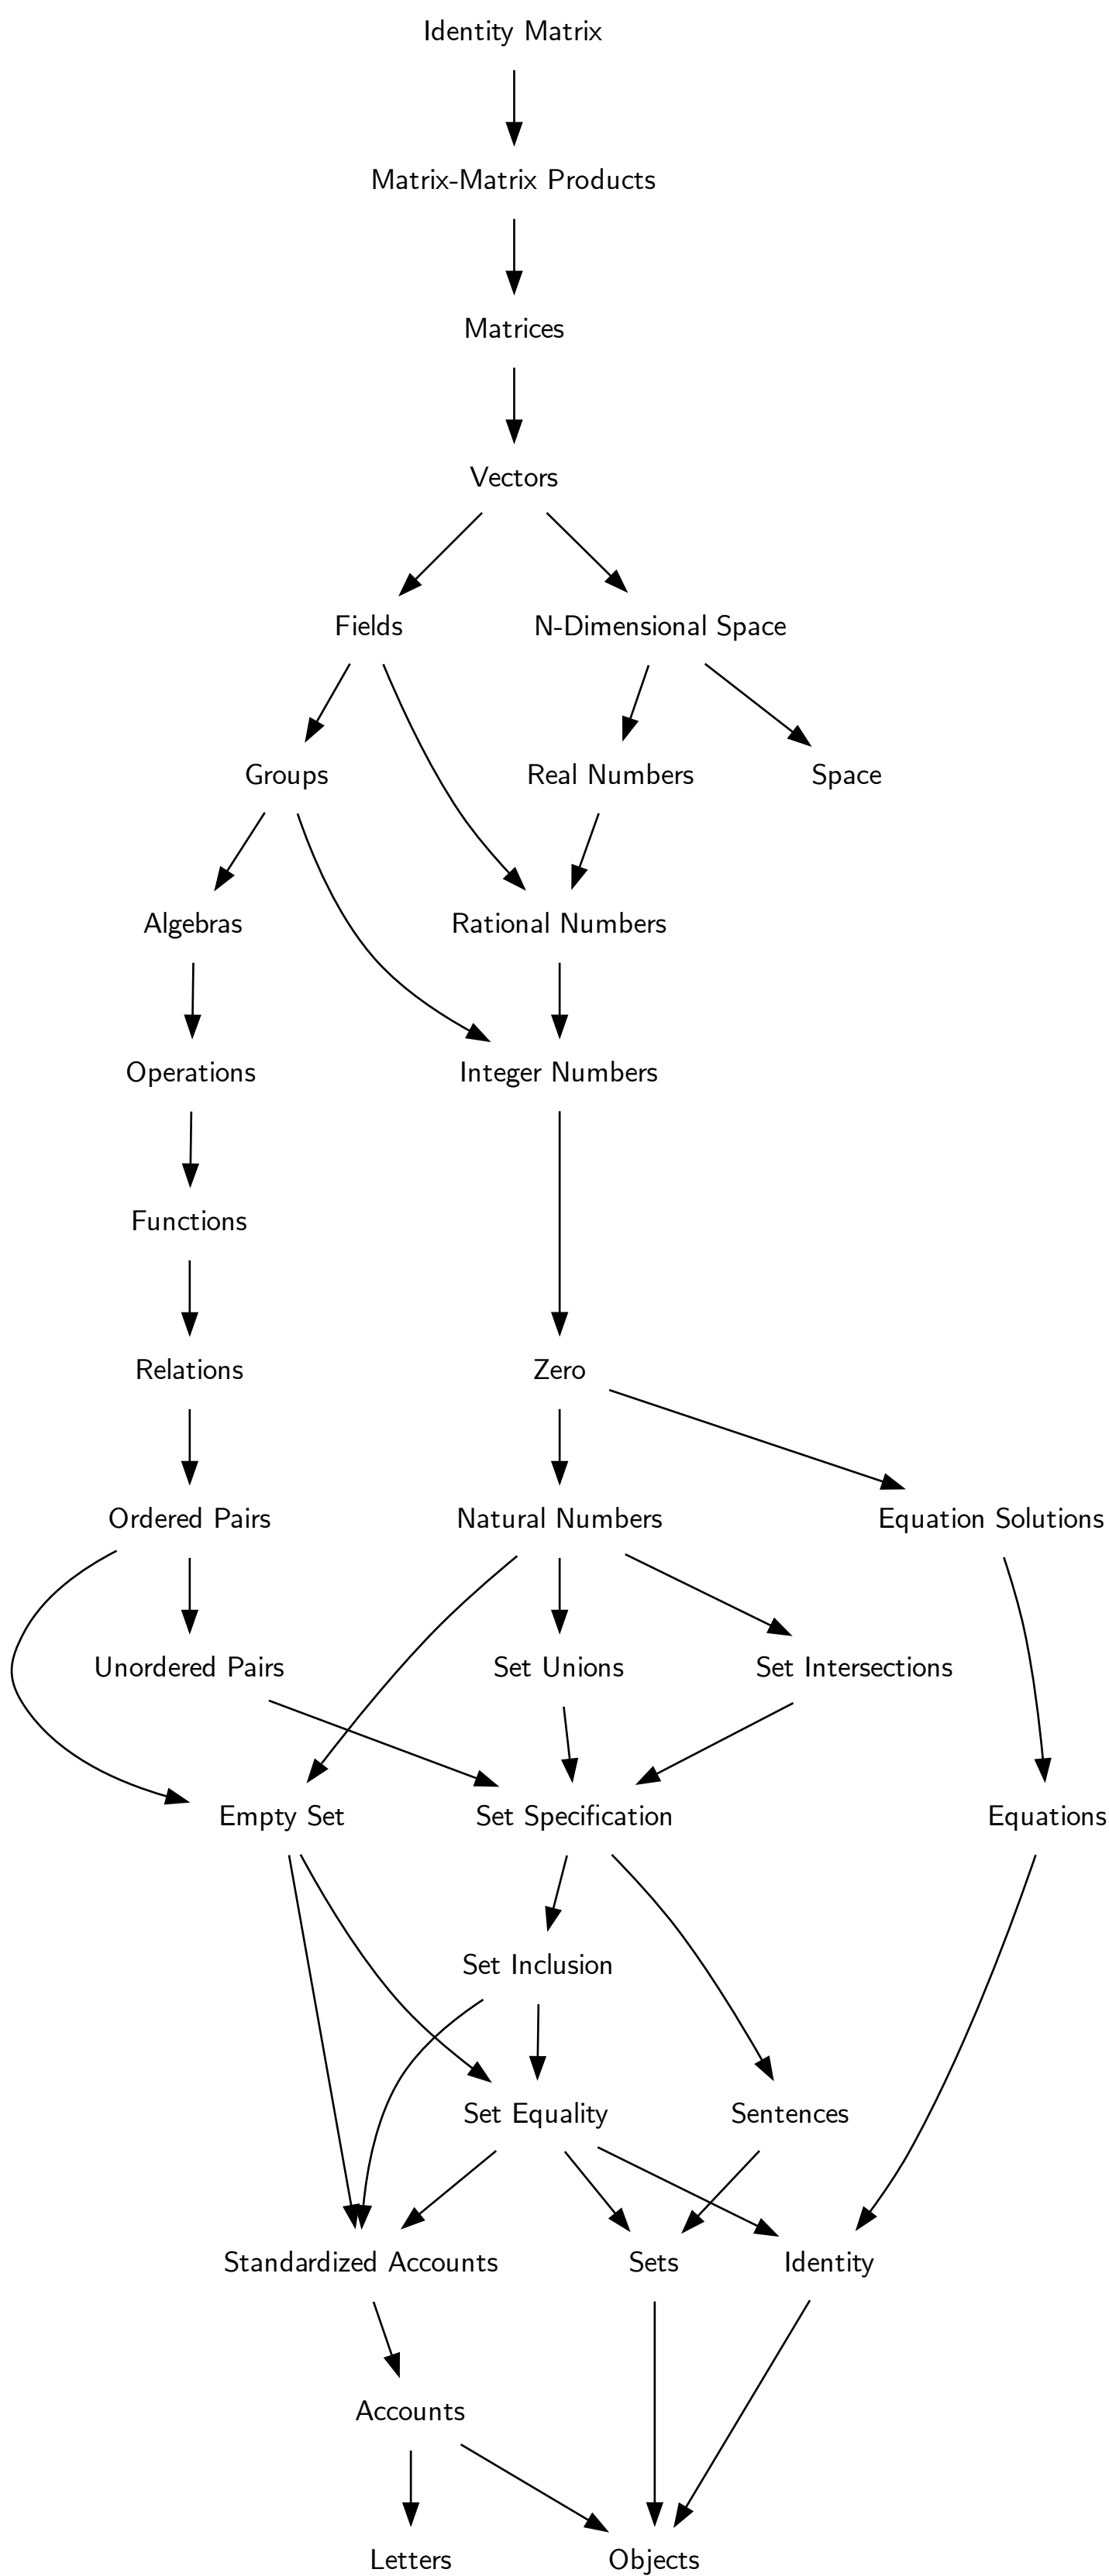 Identity Matrix
Matrix-Matrix Products
Matrices
Vectors
Fields
N-Dimensional Space
Groups
Real Numbers
Space
Algebras
Rational Numbers
Operations
Integer Numbers
Functions
Relations
Zero
Ordered Pairs
Natural Numbers
Equation Solutions
Unordered Pairs
Set Unions
Set Intersections
Empty Set
Set Specification
Equations
Set Inclusion
Set Equality
Sentences
Standardized Accounts
Sets
Identity
Accounts
Letters
Objects